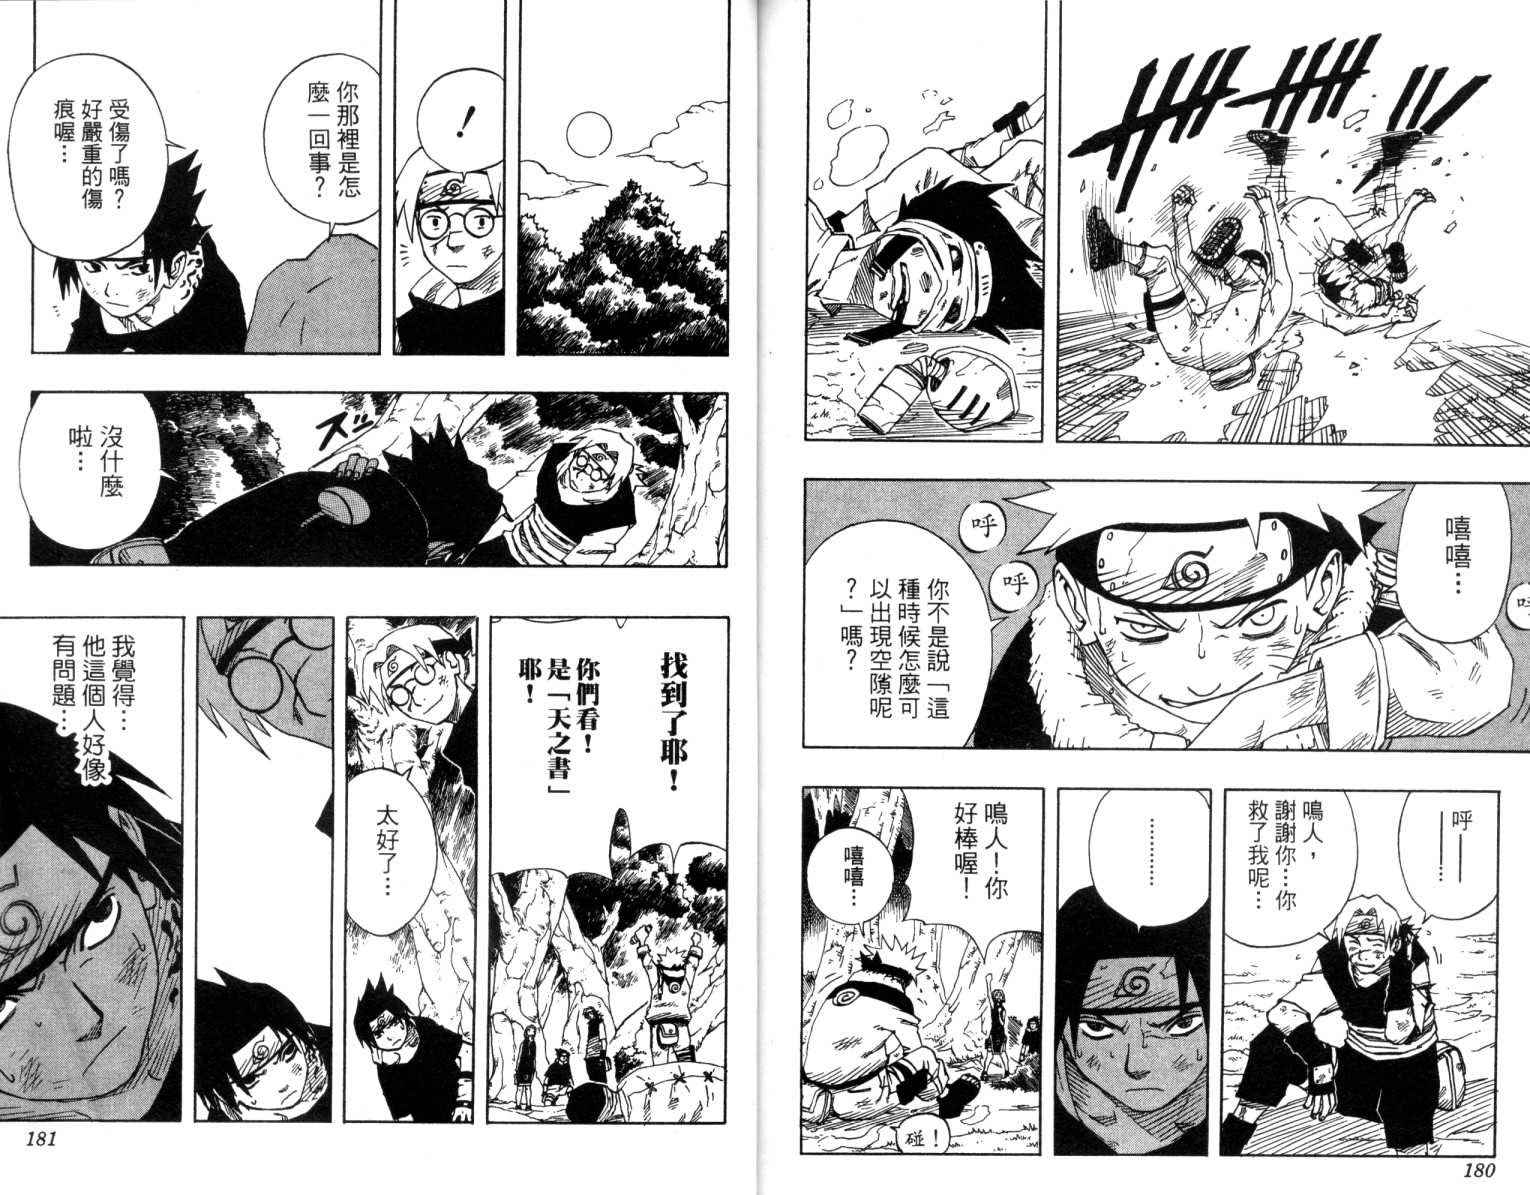 嘻嘻…
呼
呼
你不是說「這
種時候怎麼可
以出現空隙呢
？」嗎？
呼——……
鳴人，
謝謝你…你
救了我呢…
…………
鳴人！你
好棒喔！
嘻嘻…
碰！
180
！
你那裡是怎
麼一回事？
受傷了嗎？
好嚴重的傷
痕喔…
ズッ
沒什麼
啦…
找到了耶！
你們看！
是「天之書」
耶！
太好了…
我覺得…
他這個人好像
有問題…
181